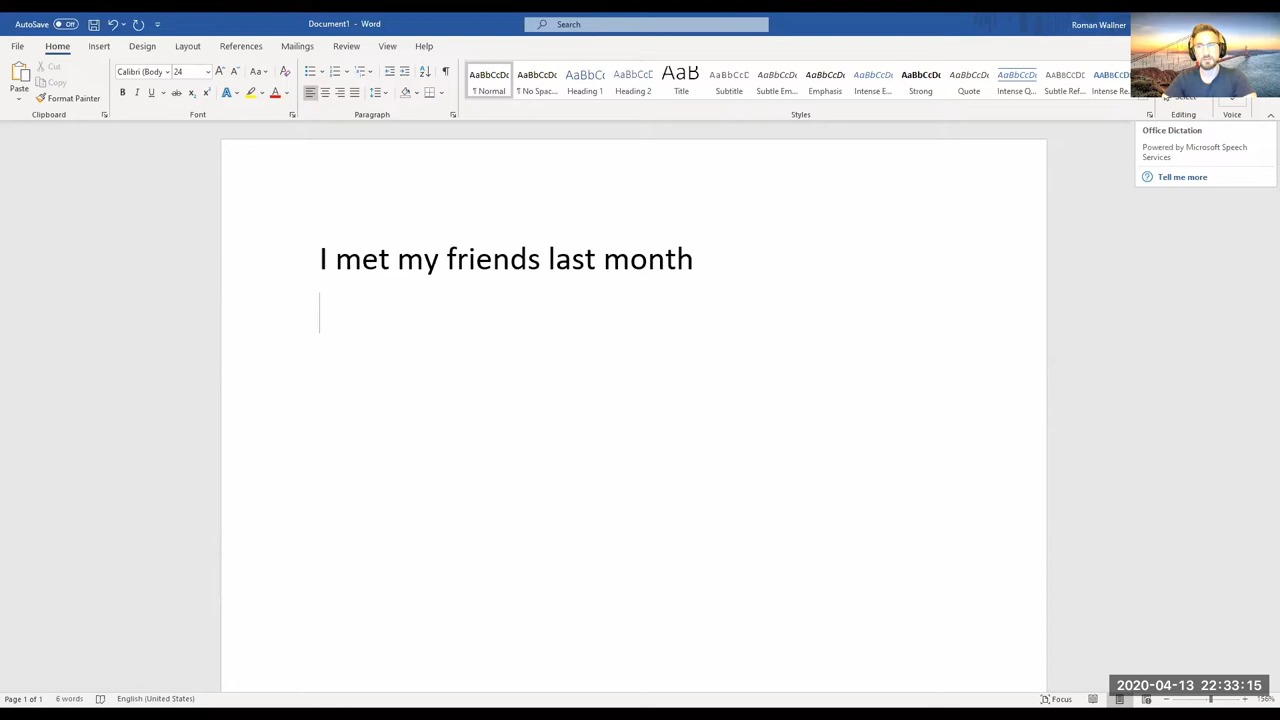 AutoSave Off
Document1 - Word
Search
Roman Wallner
File Home Insert Design Layout References Mailings Review View Help
Paste
Cut
Copy
Format Painter
Clipboard
Calibri (Body 24
Font
Paragraph
AaBbCcDc AaBbCcDc AaBbCc AaBbCcD AaB AaBbCcD AaBbCcDc AaBbCcDc AaBbCcDc AaBbCcDc AaBbCcDc AaBbCcDc AaBbCcDc
¶ Normal ¶ No Spac... Heading 1 Heading 2 Title Subtitle Subtle Em... Emphasis Intense E... Strong Quote Intense Q... Subtle Ref... Intense Re...
Styles
Select
Editing
Voice
Office Dictation
Powered by Microsoft Speech
Services
Tell me more
I met my friends last month
Page 1 of 1 6 words English (United States)
Focus
156%
2020-04-13 22:33:15